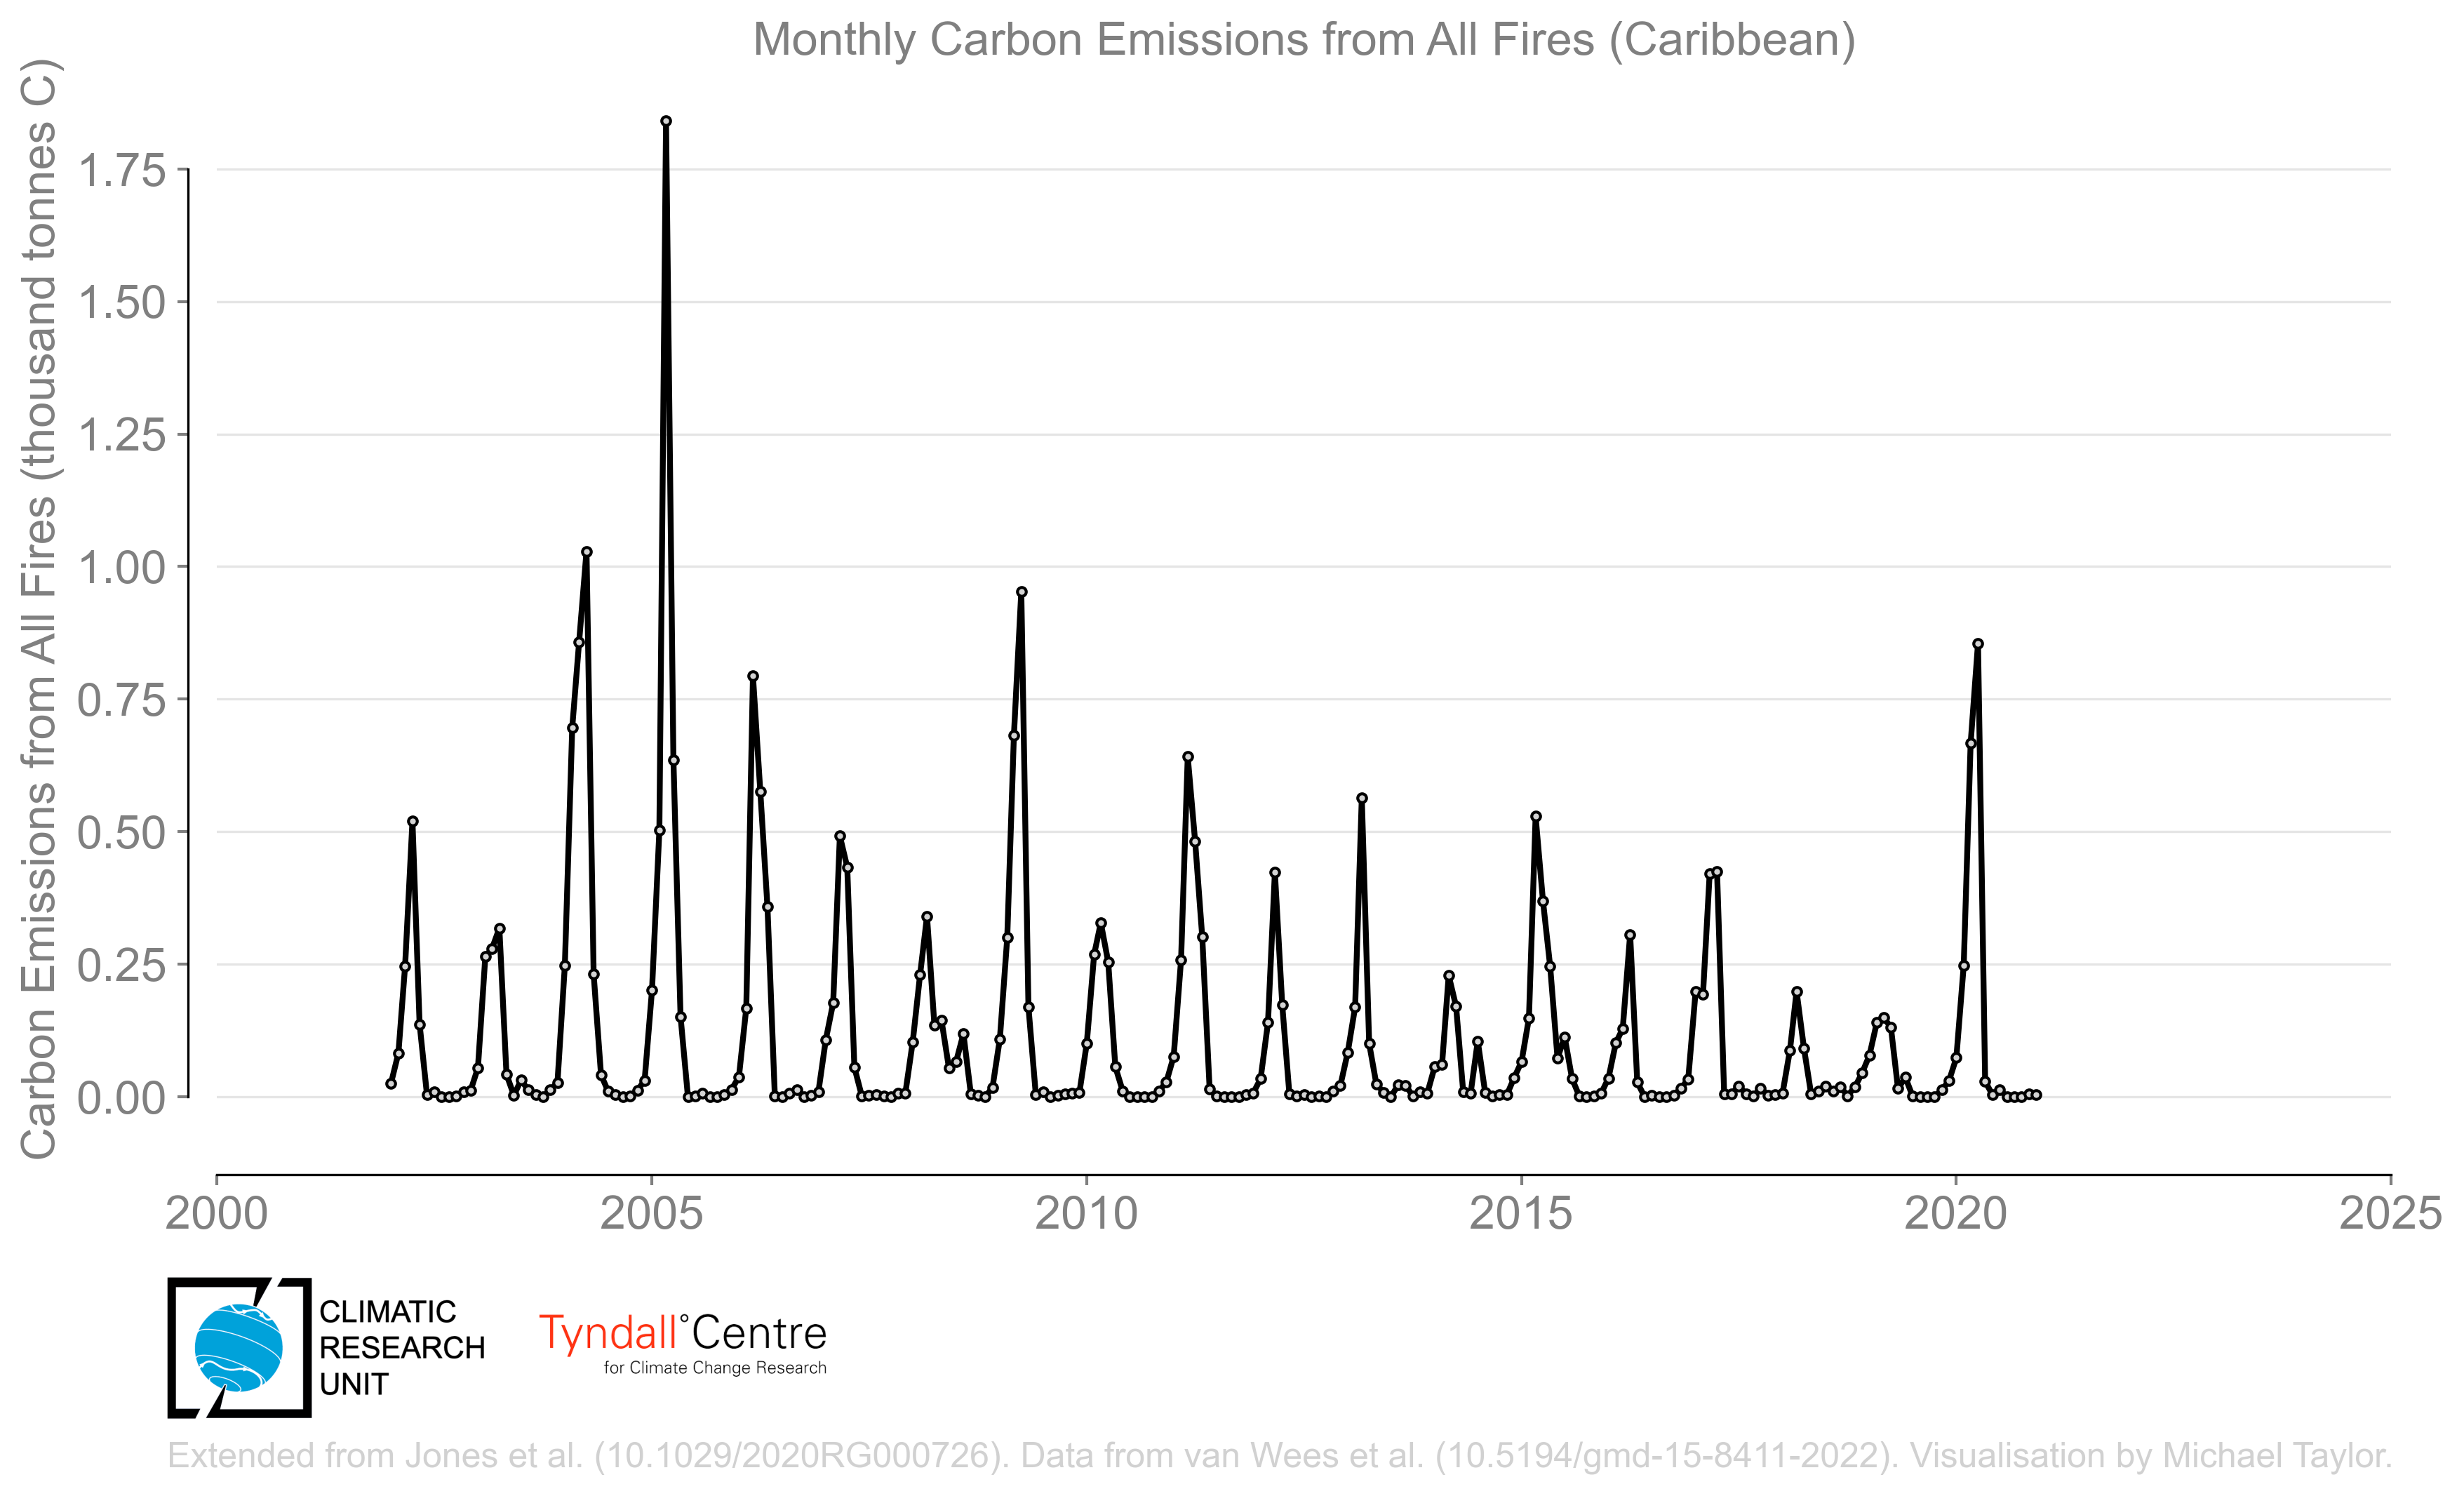 Monthly Carbon Emissions from All Fires (Caribbean)
Carbon Emissions from All Fires (thousand tonnes C)
1.75
1.50
1.25
1.00
0.75
0.50
0.25
0.00
2000 2005 2010 2015 2020 2025
CLIMATIC
RESEARCH
UNIT
Tyndall°Centre
for Climate Change Research
Extended from Jones et al. (10.1029/2020RG000726). Data from van Wees et al. (10.5194/gmd-15-8411-2022). Visualisation by Michael Taylor.